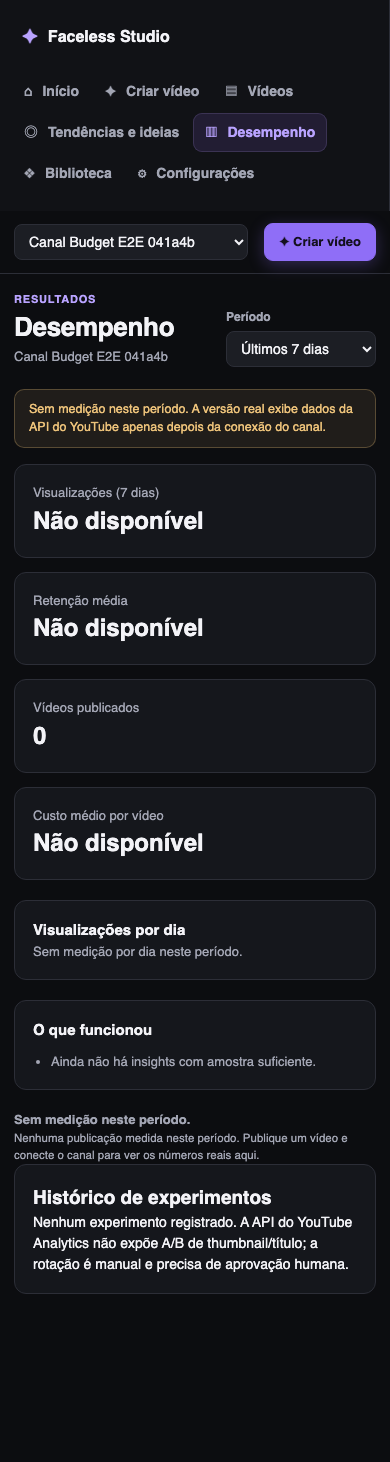 Faceless Studio
Início
Criar vídeo
Vídeos
Tendências e ideias
Desempenho
Biblioteca
Configurações
Canal Budget E2E 041a4b
Criar vídeo
RESULTADOS
Desempenho
Canal Budget E2E 041a4b
Período
Últimos 7 dias
Sem medição neste período. A versão real exibe dados da
API do YouTube apenas depois da conexão do canal.
Visualizações (7 dias)
Não disponível
Retenção média
Não disponível
Vídeos publicados
0
Custo médio por vídeo
Não disponível
Visualizações por dia
Sem medição por dia neste período.
O que funcionou
• Ainda não há insights com amostra suficiente.
Sem medição neste período.
Nenhuma publicação medida neste período. Publique um vídeo e
conecte o canal para ver os números reais aqui.
Histórico de experimentos
Nenhum experimento registrado. A API do YouTube
Analytics não expõe A/B de thumbnail/título; a
rotação é manual e precisa de aprovação humana.